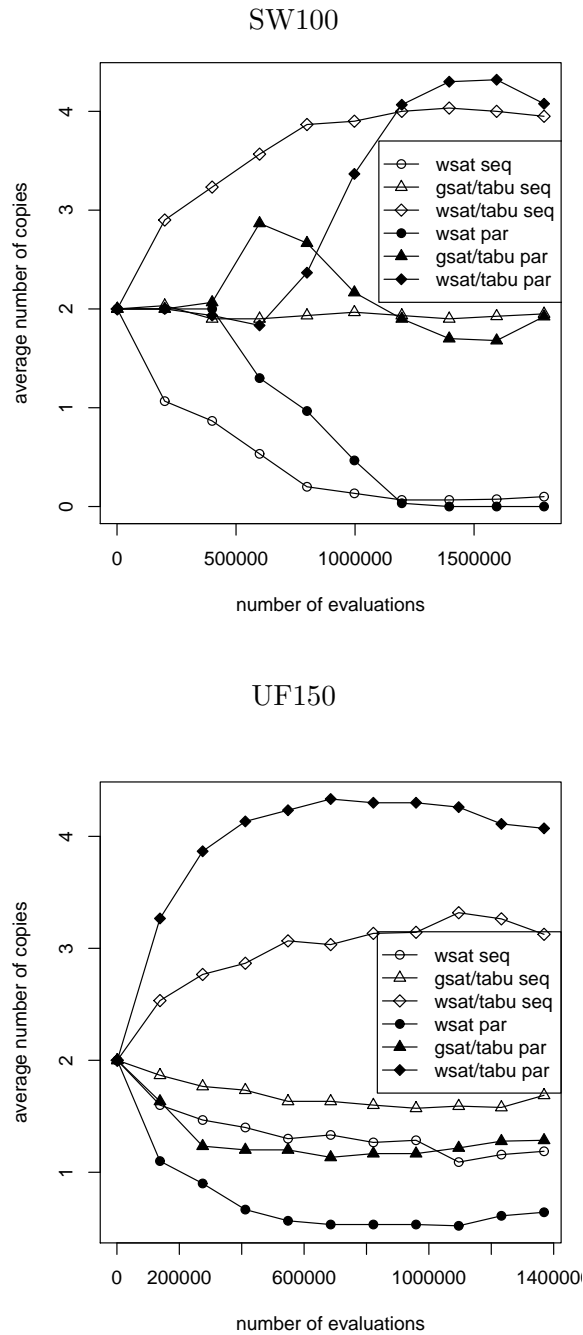 SW100
4
3
2
1
0
average number of copies
wsat seq
gsat/tabu seq
wsat/tabu seq
wsat par
gsat/tabu par
wsat/tabu par
0 500000 1000000 1500000
number of evaluations
UF150
4
3
2
1
average number of copies
wsat seq
gsat/tabu seq
wsat/tabu seq
wsat par
gsat/tabu par
wsat/tabu par
0 200000 600000 1000000 1400000
number of evaluations